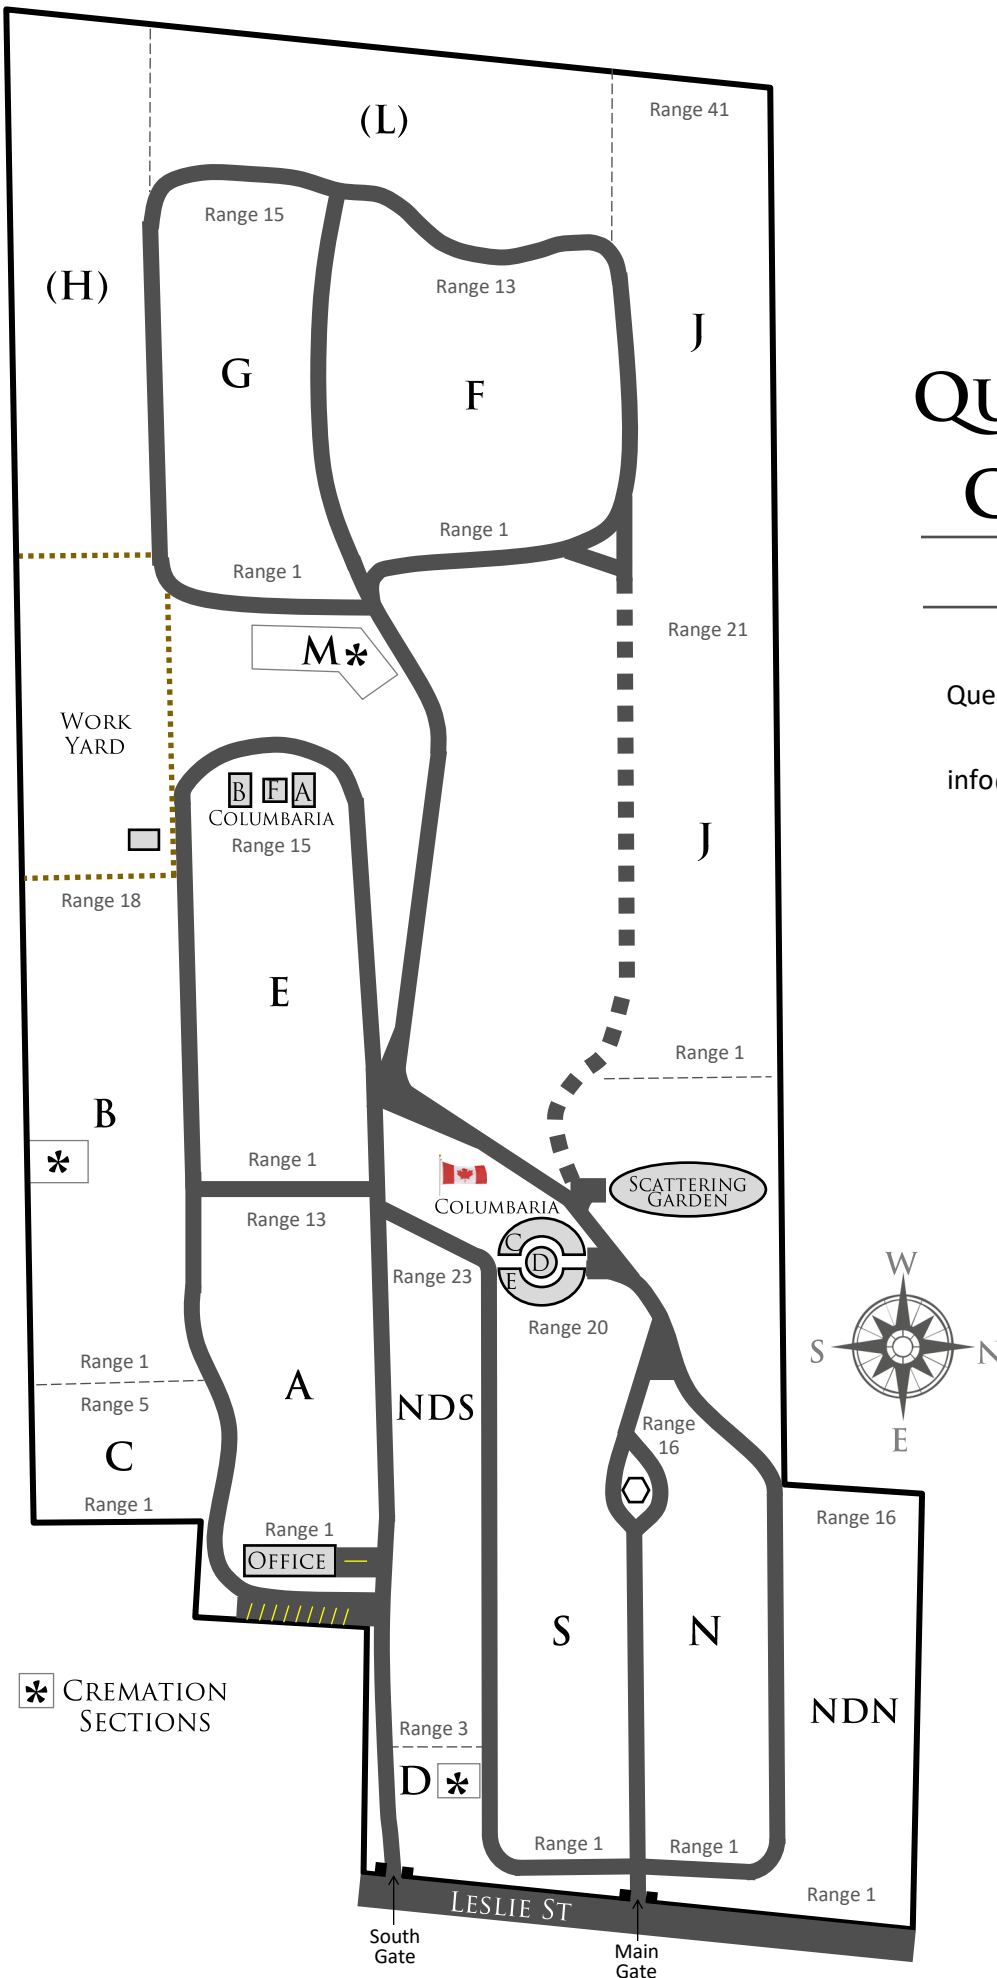 Range 41
(L)
Range 15
(H)
Range 13
J
G
F
Range 1
Range 1
Range 21
M*
WORK
YARD
B
F
A
COLUMBARIA
Range 15
J
Range 18
E
Range 1
B
*
Range 1
SCATTERING
GARDEN
COLUMBARIA
Range 13
C
D
E
Range 23
Range 20
W
S
N
E
Range 1
Range 5
A
NDS
C
Range
16
Range 1
Range 1
Range 16
OFFICE
S
N
* CREMATION
SECTIONS
NDN
Range 3
D *
Range 1
Range 1
Range 1
LESLIE ST
South
Gate
Main
Gate
QU
C
Que
info@